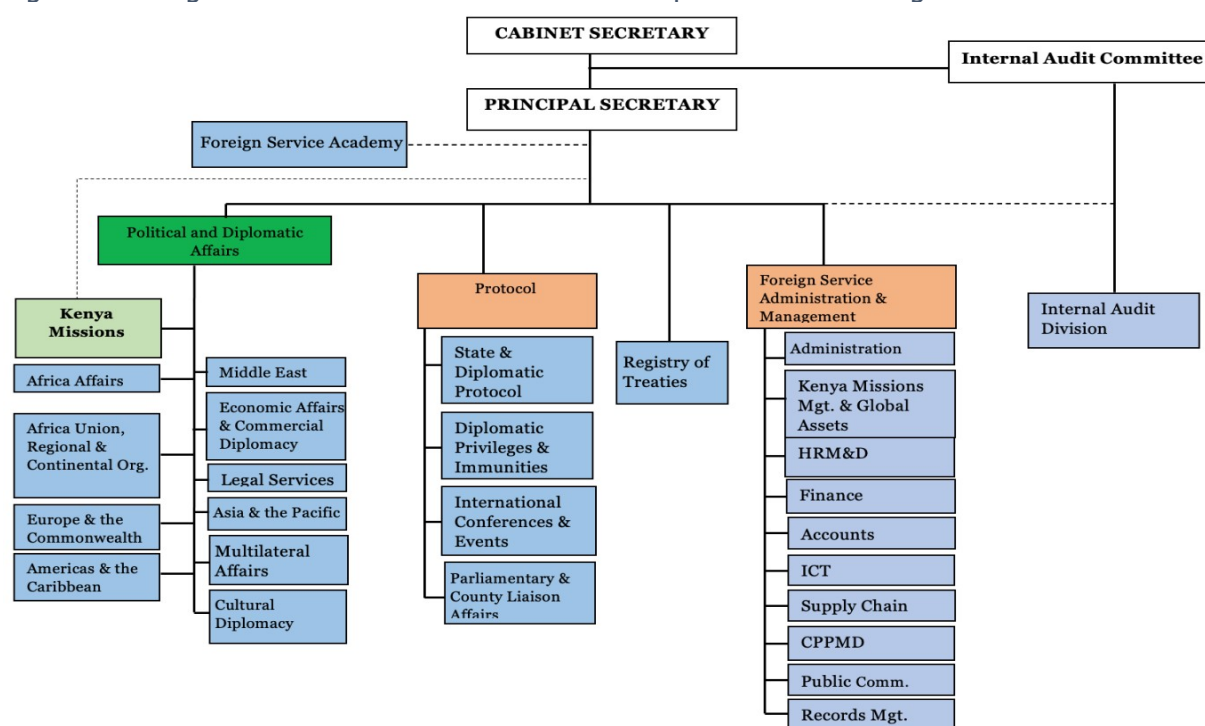 CABINET SECRETARY
Internal Audit Committee
PRINCIPAL SECRETARY
Foreign Service Academy
Political and Diplomatic
Affairs
Kenya
Missions
Africa Affairs
Africa Union,
Regional &
Continental Org.
Europe & the
Commonwealth
Americas & the
Caribbean
Middle East
Economic Affairs
& Commercial
Diplomacy
Legal Services
Asia & the Pacific
Multilateral
Affairs
Cultural
Diplomacy
Protocol
State &
Diplomatic
Protocol
Diplomatic
Privileges &
Immunities
International
Conferences &
Events
Parliamentary &
County Liaison
Affairs
Registry of
Treaties
Foreign Service
Administration &
Management
Administration
Kenya Missions
Mgt. & Global
Assets
HRM&D
Finance
Accounts
ICT
Supply Chain
CPPMD
Public Comm.
Records Mgt.
Internal Audit
Division